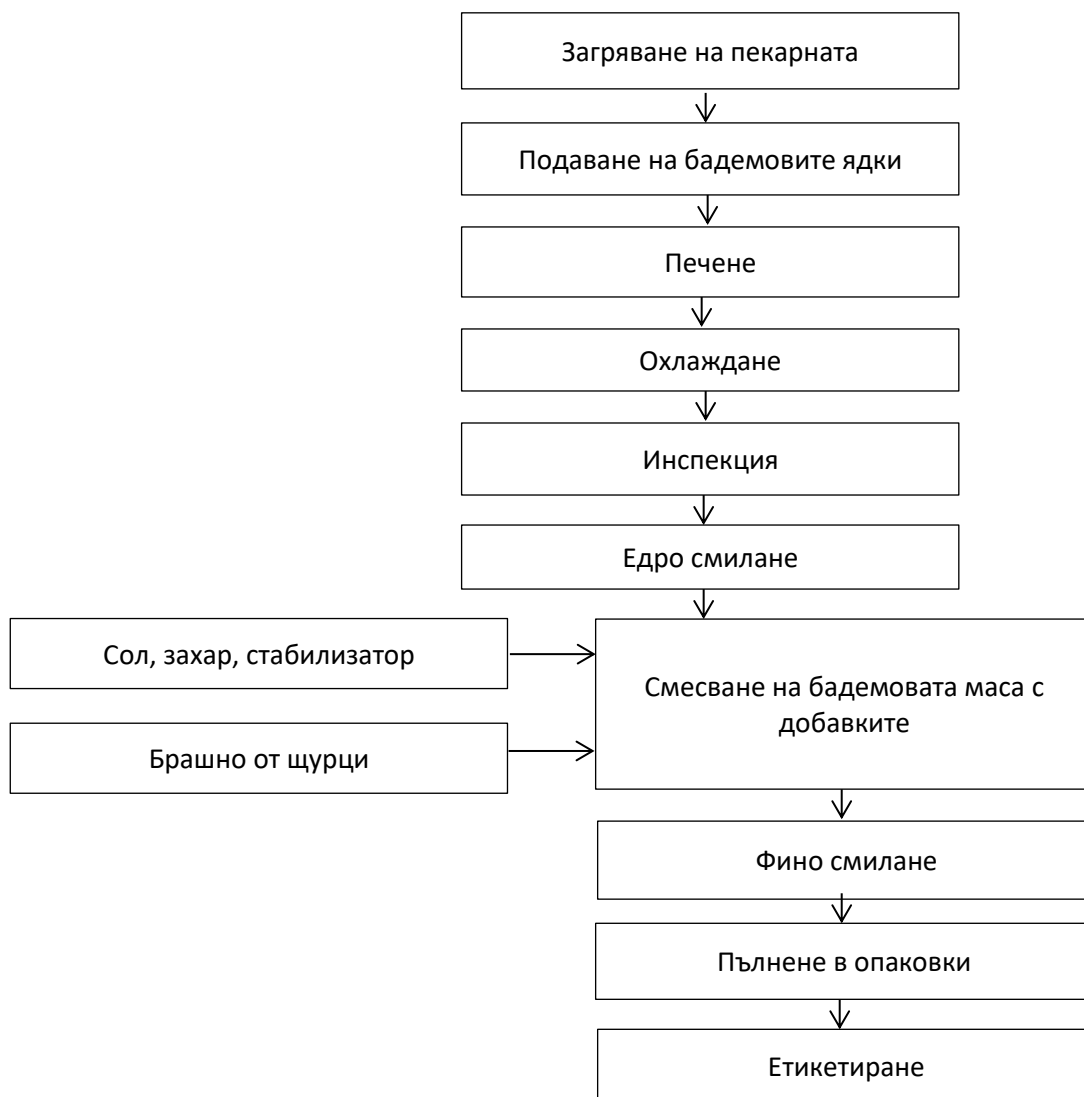 Загряване на пекарната
Подаване на бадемовите ядки
Печене
Охлаждане
Инспекция
Едро смилане
Сол, захар, стабилизатор
Смесване на бадемовата маса с
добавките
Брашно от щурци
Фино смилане
Пълнене в опаковки
Етикетиране